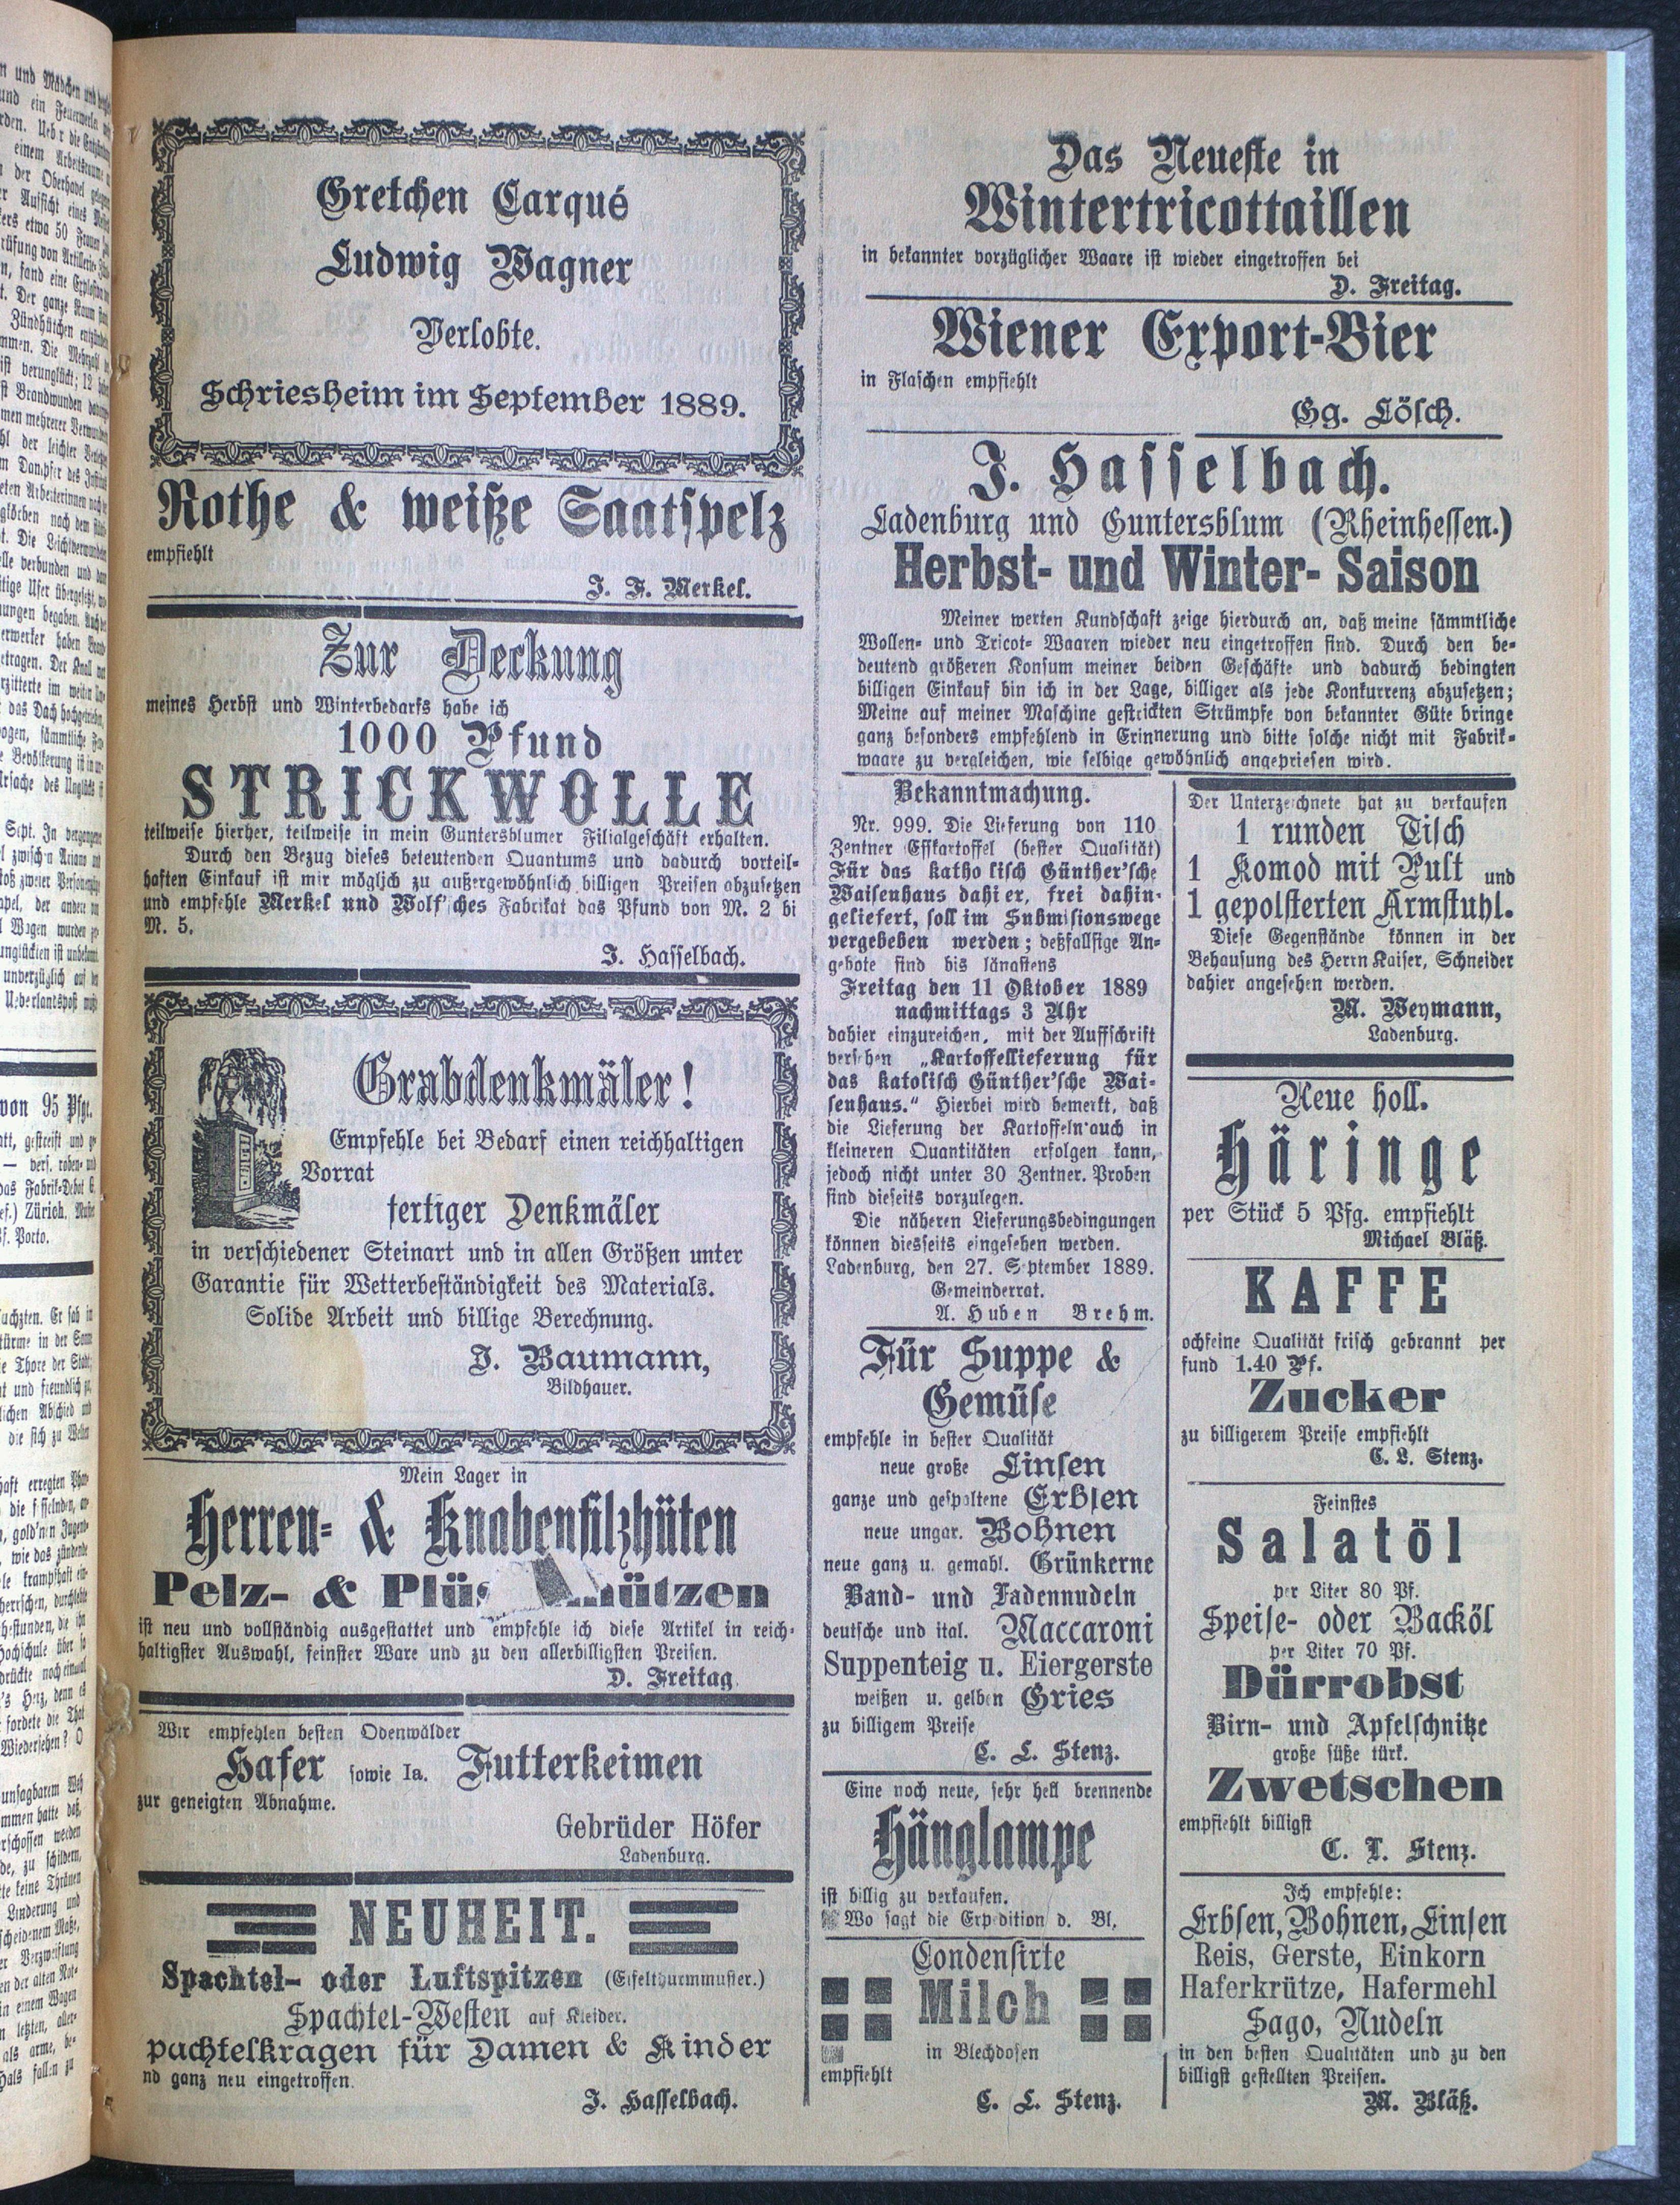 Gretchen Carqué
Ludwig Wagner
Verlobte.
Schriesheim im September 1889.
Rothe & weiße Saatspelz
empfiehlt
J. F. Merkel.
Zur Deckung
meines Herbst und Winterbedarfs habe ich
1000 Pfund
STRICKWOLLE
teilweise hierher, teilweise in mein Guntersblumer Filialgeschäft erhalten.
Durch den Bezug dieses beteutenden Quantums und dadurch vorteil-
haften Einkauf ist mir möglich zu außergewöhnlich billigen Preisen abzusetzen
und empfehle Merkel und Wolf'sches Fabrikat das Pfund von M. 2 bi
M. 5.
J. Hasselbach.
Grabdenkmäler!
Empfehle bei Bedarf einen reichhaltigen
Vorrat
fertiger Denkmäler
in verschiedener Steinart und in allen Größen unter
Garantie für Wetterbeständigkeit des Materials.
Solide Arbeit und billige Berechnung.
J. Baumann,
Bildhauer.
Mein Lager in
Herren- & Knabenfilzhüten
Pelz- & Plüs mützen
ist neu und vollständig ausgestattet und empfehle ich diese Artikel in reich-
haltigster Auswahl, feinster Ware und zu den allerbilligsten Preisen.
D. Freitag.
Wir empfehlen besten Odenwälder
Hafer sowie Ia. Futterkeimen
zur geneigten Abnahme.
Gebrüder Höfer
Ladenburg.
NEUHEIT.
Spachtel- oder Luftspitzen (Eifelthurmmuster.)
Spachtel-Westen auf Kleider.
pachtelkragen für Damen & Kinder
nd ganz neu eingetroffen.
J. Hasselbach.
Das Neueste in
Wintertricottaillen
in bekannter vorzüglicher Waare ist wieder eingetroffen bei
D. Freitag.
Wiener Export-Bier
in Flaschen empfiehlt
Gg. Lösch.
J. Hasselbach.
Ladenburg und Guntersblum (Rheinhessen.)
Herbst- und Winter- Saison
Meiner werten Kundschaft zeige hierdurch an, daß meine sämmtliche
Wollen- und Tricot- Waaren wieder neu eingetroffen sind. Durch den be-
deutend größeren Konsum meiner beiden Geschäfte und dadurch bedingten
billigen Einkauf bin ich in der Lage, billiger als jede Konkurrenz abzusetzen;
Meine auf meiner Maschine gestrickten Strümpfe von bekannter Güte bringe
ganz besonders empfehlend in Erinnerung und bitte solche nicht mit Fabrik-
waare zu vergleichen, wie selbige gewöhnlich angepriesen wird.
Bekanntmachung.
Nr. 999. Die Lieferung von 110
Zentner Esskartoffel (bester Qualität)
Für das katho lisch Günther'sche
Waisenhaus dahier, frei dahin-
geliefert, soll im Submisionswege
vergebeben werden; deßfallsige An-
gebote sind bis längstens
Freitag den 11 Oktober 1889
nachmittags 3 Uhr
dahier einzureichen, mit der Auffschrift
versehen „Kartoffellieferung für
das katolisch Günther'sche Wai-
senhaus." Hierbei wird bemerkt, daß
die Lieferung der Kartoffeln auch in
kleineren Quantitäten erfolgen kann,
jedoch nicht unter 30 Zentner. Proben
sind dieseits vorzulegen.
Die näheren Lieferungsbedingungen
können diesseits eingesehen werden.
Ladenburg, den 27. September 1889.
Gemeinderrat.
A. Huben Brehm.
Für Suppe &
Gemüse
empfehle in bester Qualität
neue große Linsen
ganze und gespaltene Erbsen
neue ungar. Bohnen
neue ganz u. gemahl. Grünkerne
Band- und Fadennudeln
deutsche und ital. Maccaroni
Suppenteig u. Eiergerste
weißen u. gelben Gries
zu billigem Preise
C. L. Stenz.
Eine noch neue, sehr hell brennende
Hänglampe
ist billig zu verkaufen.
Wo sagt die Expedition d. Bl.
Condensirte
Milch
in Blechdosen
empfiehlt
C. L. Stenz.
Der Unterzeichnete hat zu verkaufen
1 runden Tisch
1 Komod mit Pult und
1 gepolsterten Armstuhl.
Diese Gegenstände können in der
Behausung des Herrn Kaiser, Schneider
dahier angesehen werden.
M. Weymann,
Ladenburg.
Neue holl.
Häringe
per Stück 5 Pfg. empfiehlt
Michael Bläß.
KAFFE
ochfeine Qualität frisch gebrannt per
fund 1.40 Pf.
Zucker
zu billigerem Preise empfiehlt
C. L. Stenz.
Feinstes
Salatöl
per Liter 80 Pf.
Speise- oder Backöl
per Liter 70 Pf.
Dürrobst
Birn- und Apfelschnitze
große süße türk.
Zwetschen
empfiehlt billigst
C. L. Stenz.
Ich empfehle:
Erbsen, Bohnen, Linsen
Reis, Gerste, Einkorn
Haferkrütze, Hafermehl
Sago, Nudeln
in den besten Qualitäten und zu den
billigst gestellten Preisen.
M. Bläß.